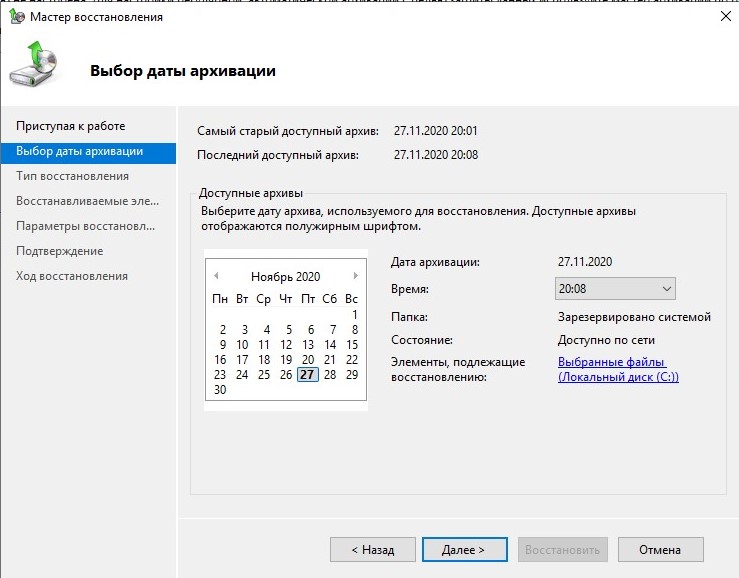 Мастер восстановления
Выбор даты архивации
Приступая к работе
Выбор даты архивации
Тип восстановления
Восстанавливаемые эле...
Параметры восстановл...
Подтверждение
Ход восстановления
Самый старый доступный архив: 27.11.2020 20:01
Последний доступный архив: 27.11.2020 20:08
Доступные архивы
Выберите дату архива, используемого для восстановления. Доступные архивы
отображаются полужирным шрифтом.
Ноябрь 2020
Пн Вт Ср Чт Пт Сб Вс
1
2 3 4 5 6 7 8
9 10 11 12 13 14 15
16 17 18 19 20 21 22
23 24 25 26 27 28 29
30
Дата архивации: 27.11.2020
Время: 20:08
Папка: Зарезервировано системой
Состояние: Доступно по сети
Элементы, подлежащие Выбранные файлы
восстановлению: (Локальный диск (C:))
< Назад Далее > Восстановить Отмена